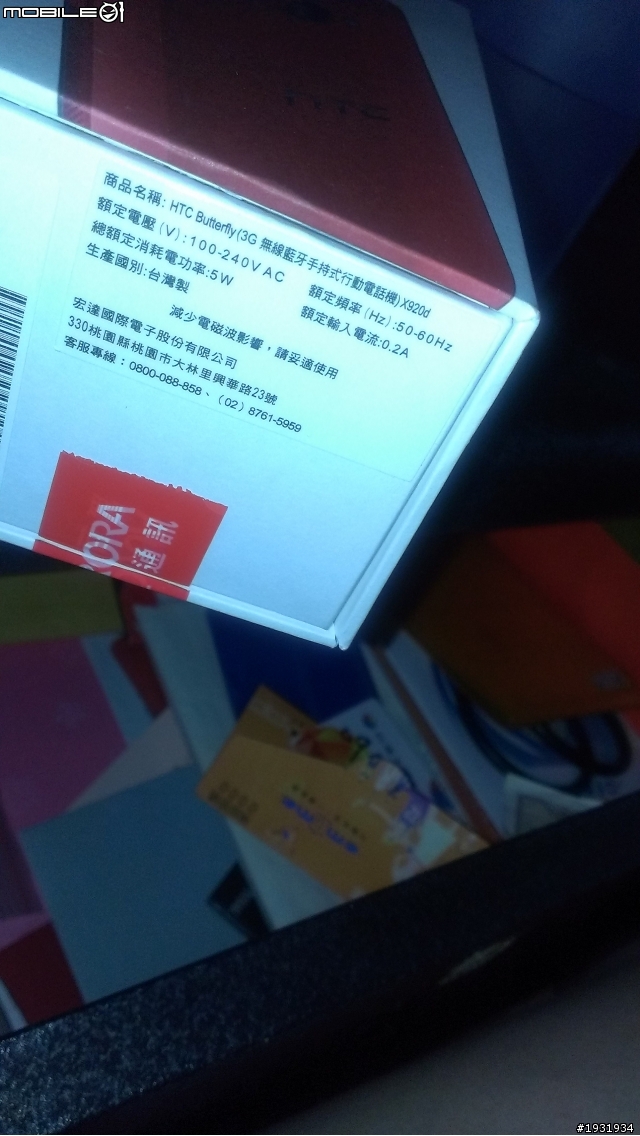 MOBILE01
HTC
商品名稱: HTC Butterfly(3G 無線藍牙手持式行動電話機)X920d
額定電壓(V):100-240V AC 額定頻率(Hz):50-60Hz
總額定消耗電功率:5W 額定輸入電流:0.2A
生產國別:台灣製
減少電磁波影響，請妥適使用
宏達國際電子股份有限公司
330桃園縣桃園市大林里興華路23號
客服專線：0800-088-858、（02）8761-5959
KORA
通訊
#1931934